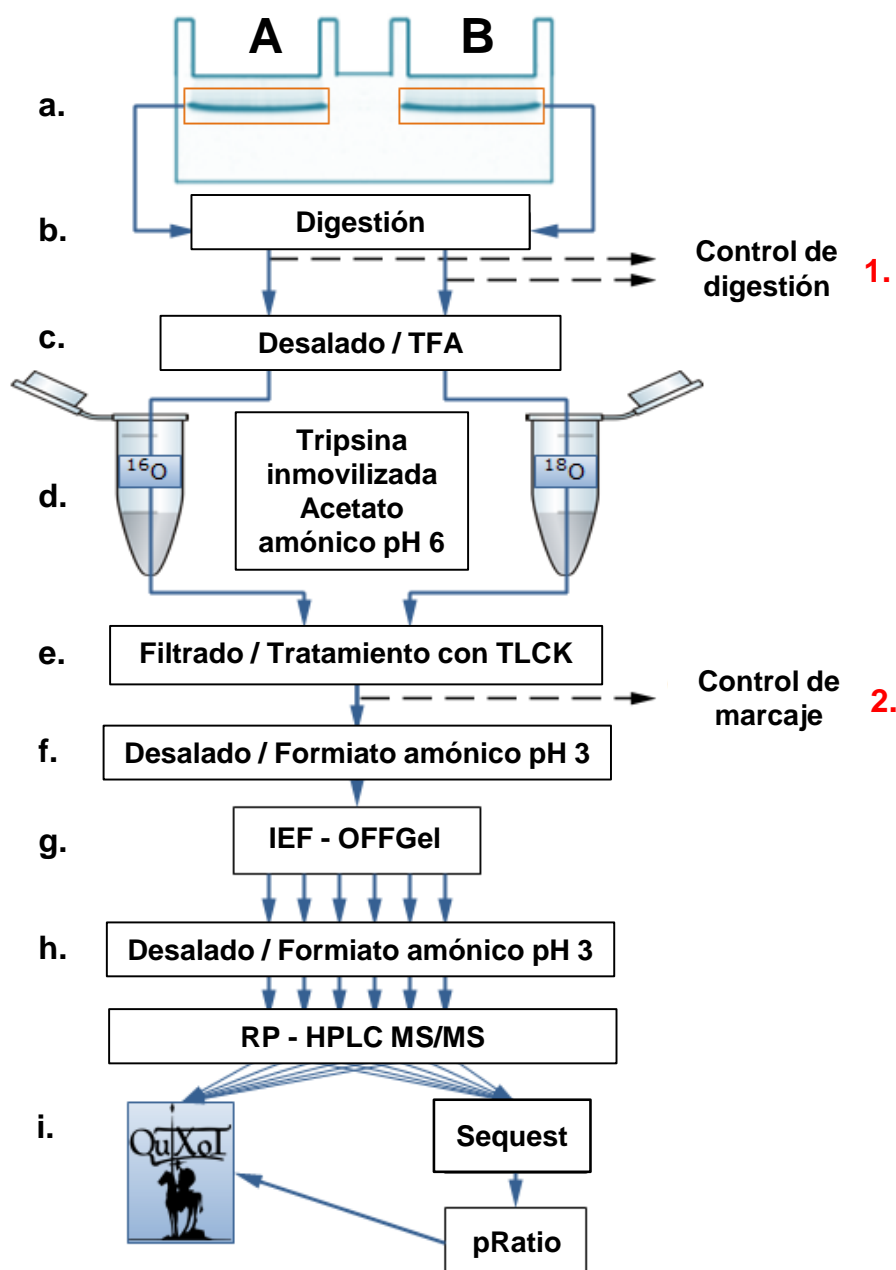 A B
a.
b.
Digestión
Control de
digestión
1.
c.
Desalado / TFA
16O
18O
d.
Tripsina
inmovilizada
Acetato
amónico pH 6
e.
Filtrado / Tratamiento con TLCK
Control de
marcaje
2.
f.
Desalado / Formiato amónico pH 3
g.
IEF - OFFGel
h.
Desalado / Formiato amónico pH 3
RP - HPLC MS/MS
i.
QuiXoT
Sequest
pRatio